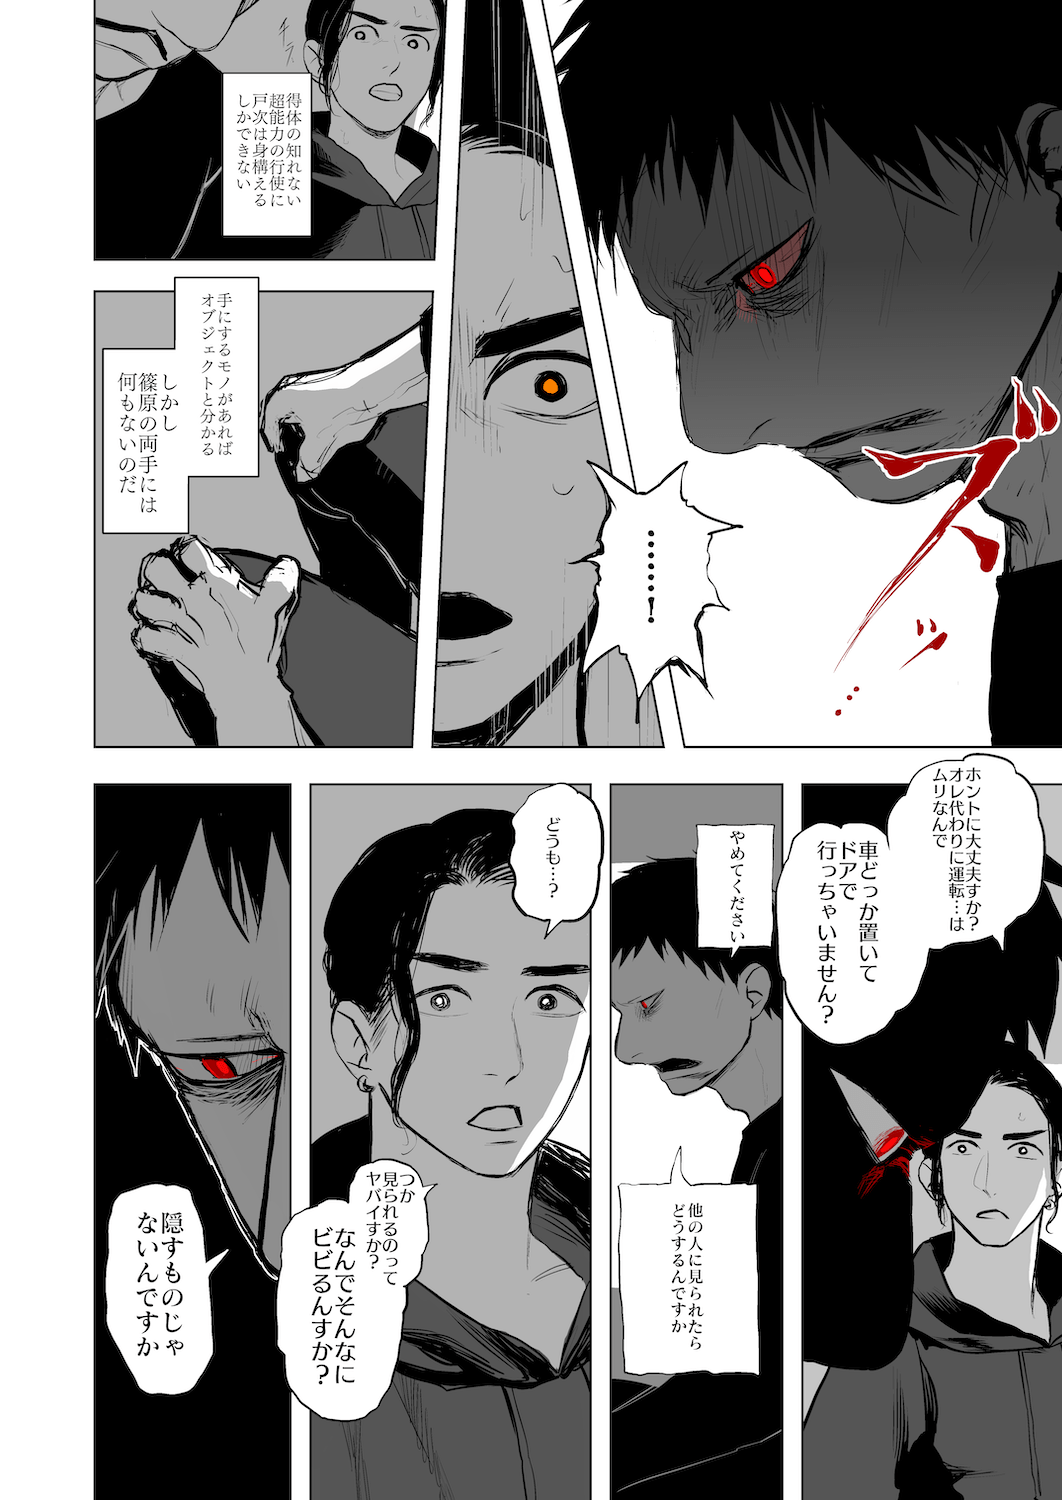 ブ
ッ
…
………！
得体の知れない
超能力の行使に
戸次は身構える
しかできない
手にするモノがあれば
オブジェクトと分かる
しかし
篠原の両手には
何もないのだ
ホントに大丈夫すか？
オレ代わりに運転…は
ムリなんで
車どっか置いて
ドアで
行っちゃいません？
やめてください
他の人に見られたら
どうするんですか
どうも…？
つか
見られるのって
ヤバイすか？
なんでそんなに
ビビるんすか？
隠すものじゃ
ないんですか